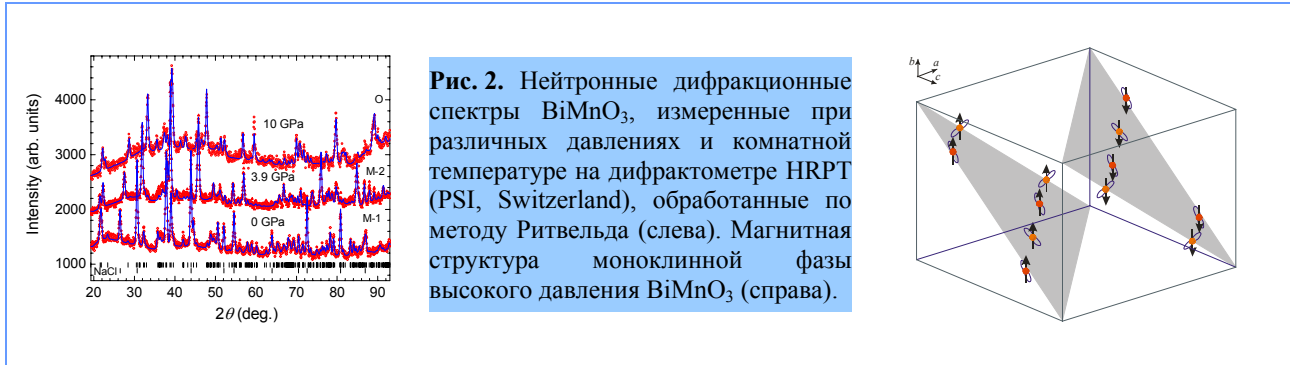 Intensity (arb. units)
4000
3000
2000
1000
O
10 GPa
M-2
3.9 GPa
M-1
0 GPa
NaCl
20 30 40 50 60 70 80 90
2θ (deg.)
Рис. 2. Нейтронные дифракционные
спектры BiMnO3, измеренные при
различных давлениях и комнатной
температуре на дифрактометре HRPT
(PSI, Switzerland), обработанные по
методу Ритвельда (слева). Магнитная
структура моноклинной фазы
высокого давления BiMnO3 (справа).
b
a
c